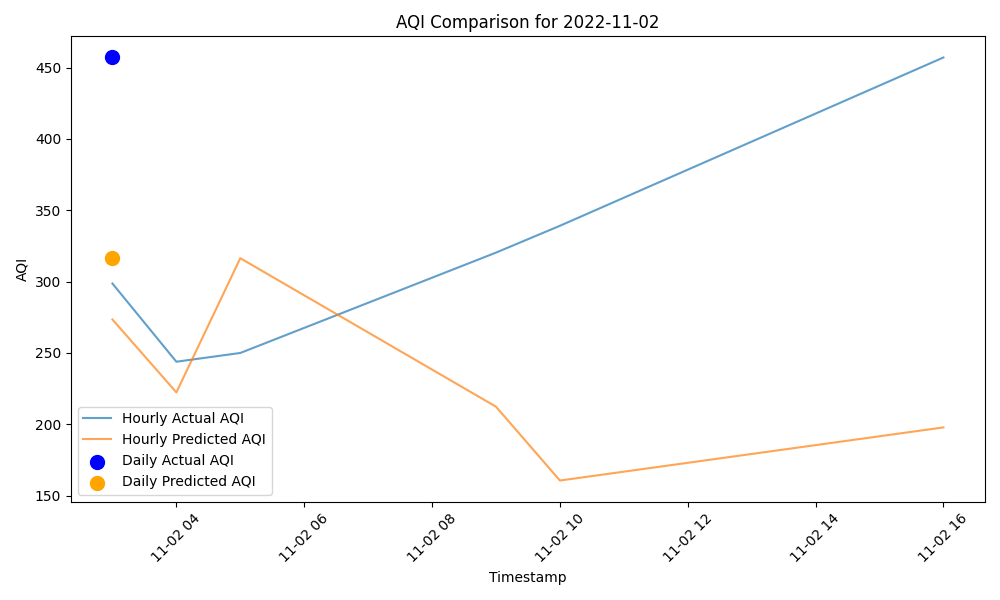 AQI Comparison for 2022-11-02
AQI
450
400
350
300
250
200
150
Hourly Actual AQI
Hourly Predicted AQI
Daily Actual AQI
Daily Predicted AQI
11-02 04
11-02 06
11-02 08
11-02 10
11-02 12
11-02 14
11-02 16
Timestamp